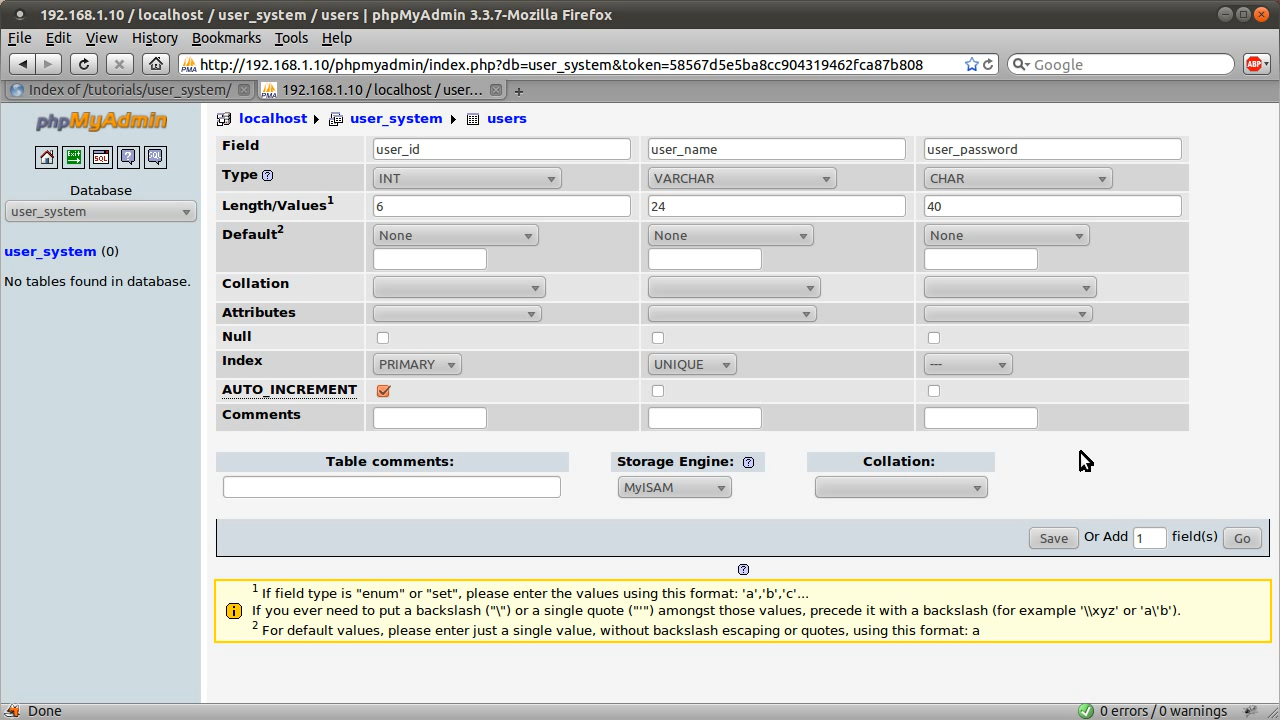 192.168.1.10 / localhost / user_system / users | phpMyAdmin 3.3.7-Mozilla Firefox
File Edit View History Bookmarks Tools Help
http://192.168.1.10/phpmyadmin/index.php?db=user_system&token=58567d5e5ba8cc904319462fca87b808
Google
ABP
Index of /tutorials/user_system/
192.168.1.10 / localhost / user...
phpMyAdmin
SQL
Database
user_system
user_system (0)
No tables found in database.
localhost user_system users
Field user_id user_name user_password
Type INT VARCHAR CHAR
Length/Values1 6 24 40
Default2 None None None
Collation
Attributes
Null
Index PRIMARY UNIQUE ---
AUTO_INCREMENT
Comments
Table comments: Storage Engine: Collation:
MyISAM
Save Or Add 1 field(s) Go
1 If field type is "enum" or "set", please enter the values using this format: 'a','b','c'...
If you ever need to put a backslash ("\") or a single quote ("'") amongst those values, precede it with a backslash (for example '\\xyz' or 'a\'b').
2 For default values, please enter just a single value, without backslash escaping or quotes, using this format: a
Done
0 errors / 0 warnings